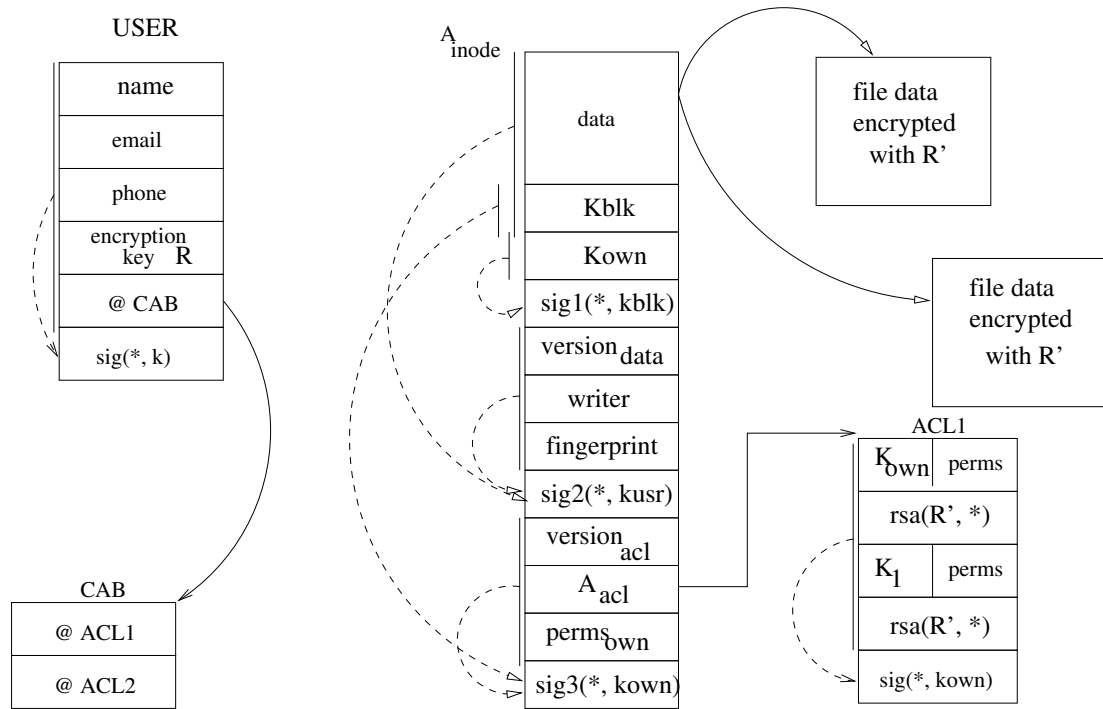 USER
name
email
phone
encryption
key R
@ CAB
sig(*, k)
CAB
@ ACL1
@ ACL2
A inode
data
Kblk
Kown
sig1(*, kblk)
version data
writer
fingerprint
sig2(*, kusr)
version acl
A acl
perms own
sig3(*, kown)
file data
encrypted
with R’
file data
encrypted
with R’
ACL1
K own perms
rsa(R’, *)
K 1 perms
rsa(R’, *)
sig(*, kown)